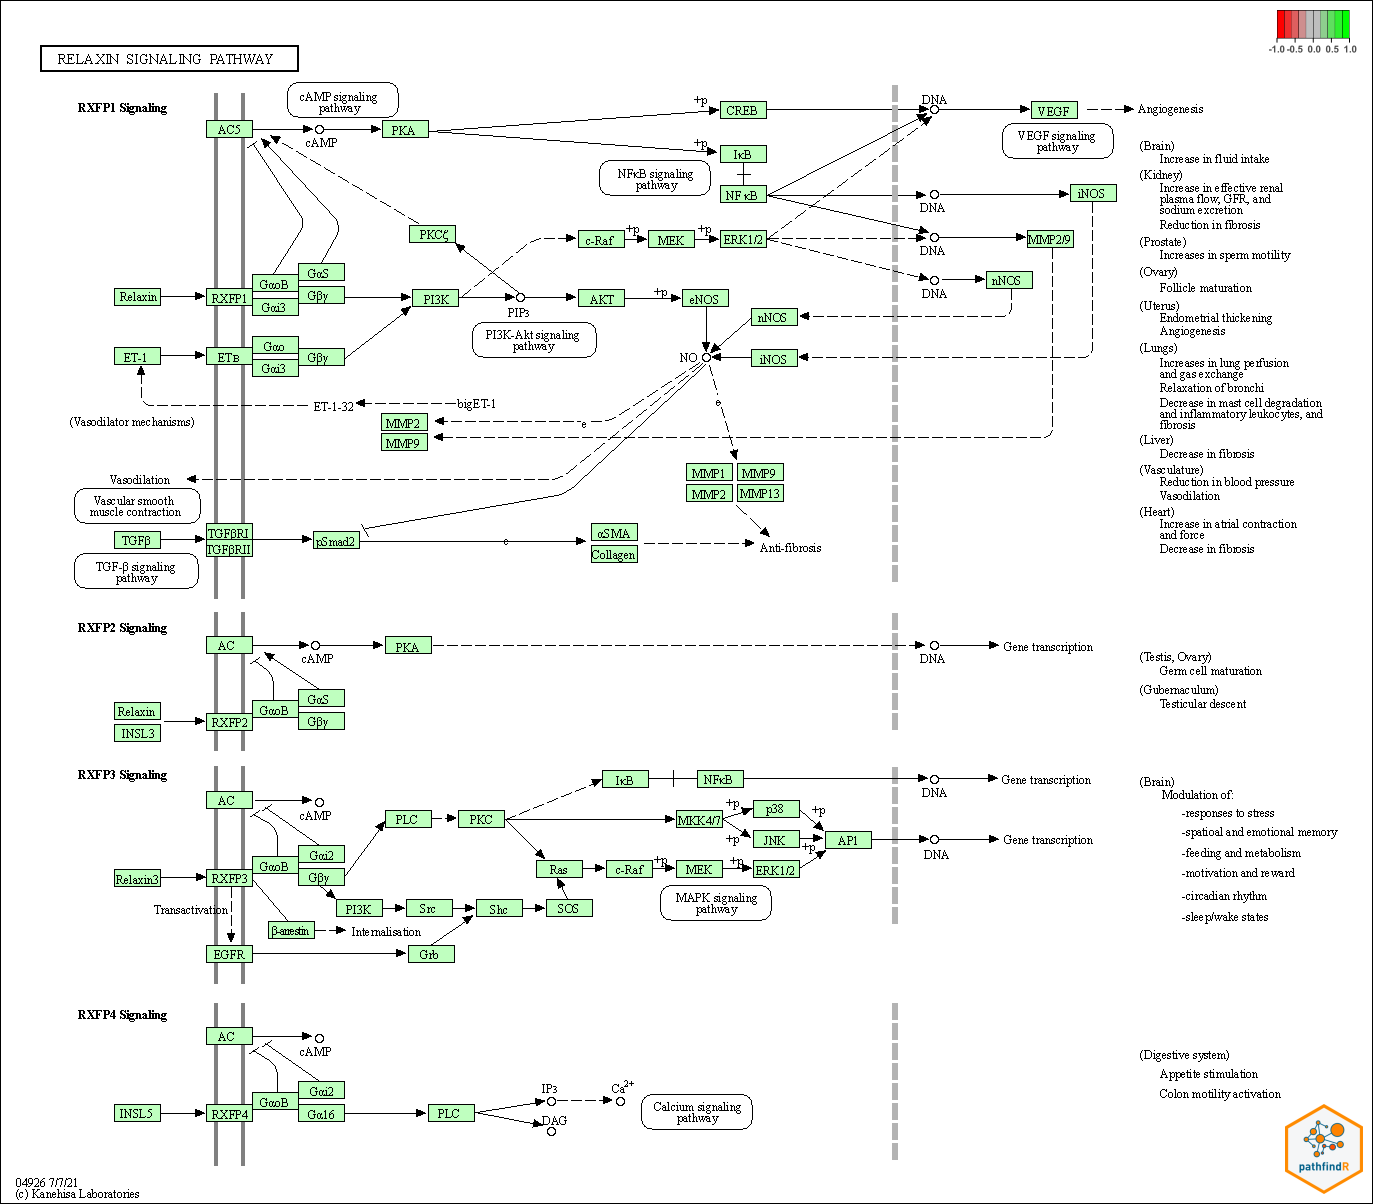 -1.0 -0.5 0.0 0.5 1.0
RELAXIN SIGNALING PATHWAY
RXFP1 Signaling
cAMP signaling
pathway
AC5
cAMP
PKA
+p
CREB
DNA
VEGF
Angiogenesis
VEGF signaling
pathway
+p
IκB
NFκB signaling
pathway
NFκB
DNA
iNOS
PKCζ
c-Raf
+p
MEK
+p
ERK1/2
DNA
MMP2/9
DNA
nNOS
GαS
GαoB
Gβγ
Gαi3
Relaxin
RXFP1
PI3K
PIP3
AKT
+p
eNOS
nNOS
PI3K-Akt signaling
pathway
ET-1
ETB
Gαo
Gβγ
Gαi3
NO
iNOS
ET-1-32
bigET-1
e
(Vasodilator mechanisms)
MMP2
MMP9
e
MMP1
MMP9
MMP2
MMP13
Vasodilation
Vascular smooth
muscle contraction
TGFβ
TGFβRI
TGFβRII
pSmad2
e
αSMA
Collagen
Anti-fibrosis
TGF-β signaling
pathway
(Brain)
Increase in fluid intake
(Kidney)
Increase in effective renal
plasma flow, GFR, and
sodium excretion
Reduction in fibrosis
(Prostate)
Increases in sperm motility
(Ovary)
Follicle maturation
(Uterus)
Endometrial thickening
Angiogenesis
(Lungs)
Increases in lung perfusion
and gas exchange
Relaxation of bronchi
Decrease in mast cell degradation
and inflammatory leukocytes, and
fibrosis
(Liver)
Decrease in fibrosis
(Vasculature)
Reduction in blood pressure
Vasodilation
(Heart)
Increase in atrial contraction
and force
Decrease in fibrosis
RXFP2 Signaling
AC
cAMP
PKA
DNA
Gene transcription
GαS
GαoB
Gβγ
Relaxin
INSL3
RXFP2
(Testis, Ovary)
Germ cell maturation
(Gubernaculum)
Testicular descent
RXFP3 Signaling
AC
cAMP
IκB
NFκB
DNA
Gene transcription
PLC
PKC
MKK4/7
+p
p38
+p
+p
JNK
+p
AP1
DNA
Gene transcription
Gαi2
GαoB
Gβγ
Relaxin3
RXFP3
Ras
c-Raf
+p
MEK
+p
ERK1/2
MAPK signaling
pathway
Transactivation
PI3K
Src
Shc
SOS
β-arrestin
Internalisation
EGFR
Grb
(Brain)
Modulation of:
-responses to stress
-spatioal and emotional memory
-feeding and metabolism
-motivation and reward
-circadian rhythm
-sleep/wake states
RXFP4 Signaling
AC
cAMP
Gαi2
GαoB
Gα16
INSL5
RXFP4
PLC
IP3
Ca2+
DAG
Calcium signaling
pathway
(Digestive system)
Appetite stimulation
Colon motility activation
pathfindR
04926 7/7/21
(c) Kanehisa Laboratories